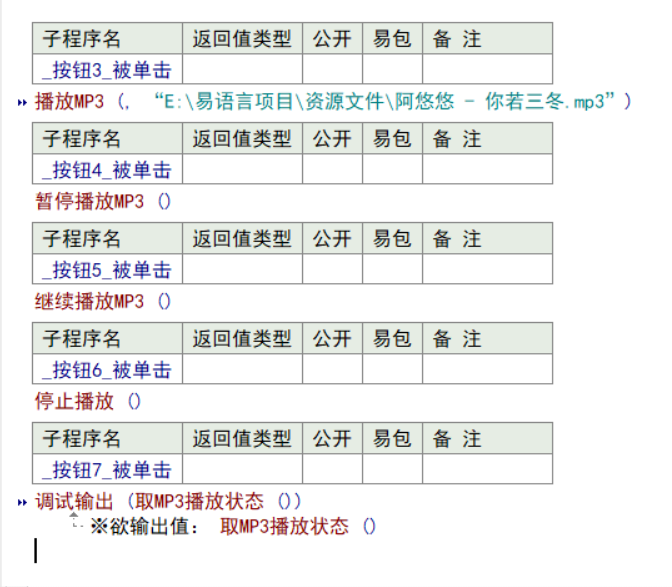 子程序名 返回值类型 公开 易包 备 注
_按钮3_被单击
播放MP3 (, “E:\易语言项目\资源文件\阿悠悠 - 你若三冬.mp3”)
子程序名 返回值类型 公开 易包 备 注
_按钮4_被单击
暂停播放MP3 ()
子程序名 返回值类型 公开 易包 备 注
_按钮5_被单击
继续播放MP3 ()
子程序名 返回值类型 公开 易包 备 注
_按钮6_被单击
停止播放 ()
子程序名 返回值类型 公开 易包 备 注
_按钮7_被单击
调试输出 (取MP3播放状态 ())
※欲输出值: 取MP3播放状态 ()